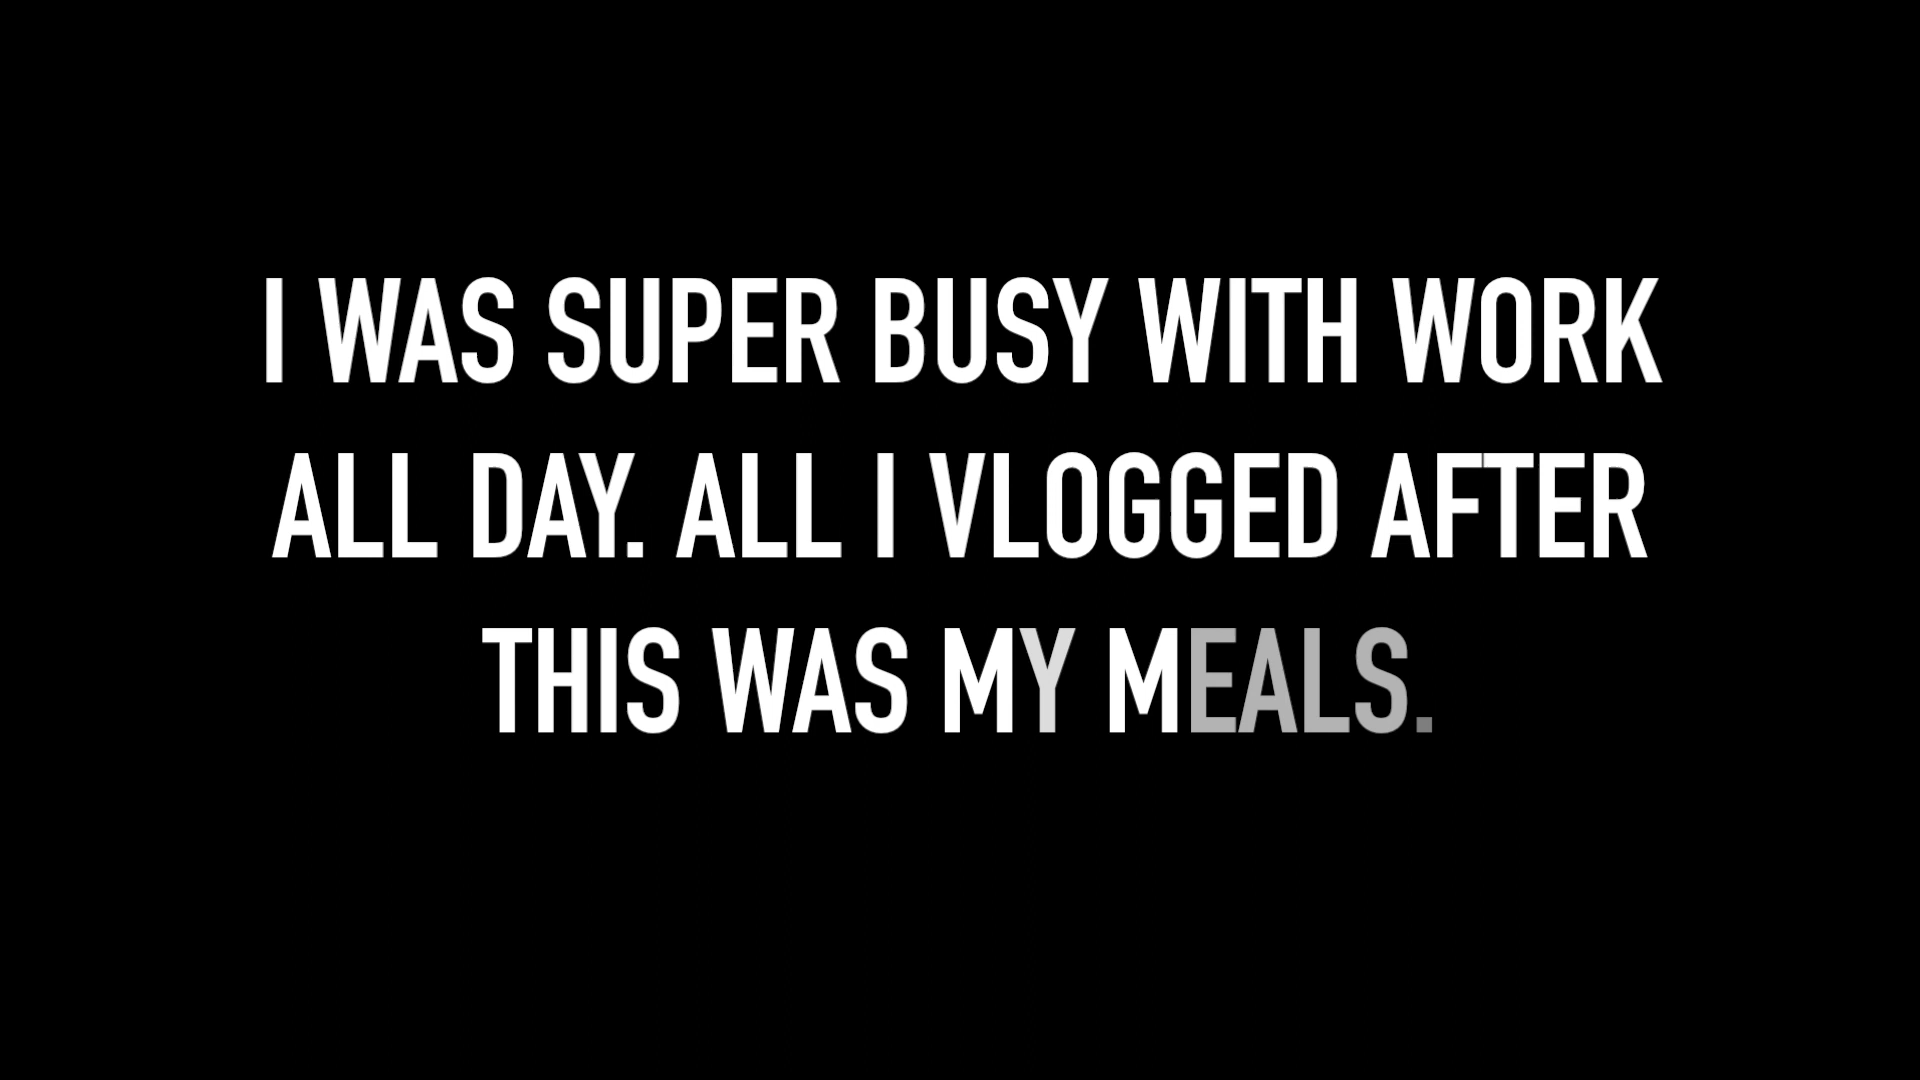 I WAS SUPER BUSY WITH WORK
ALL DAY. ALL I VLOGGED AFTER
THIS WAS MY MEALS.